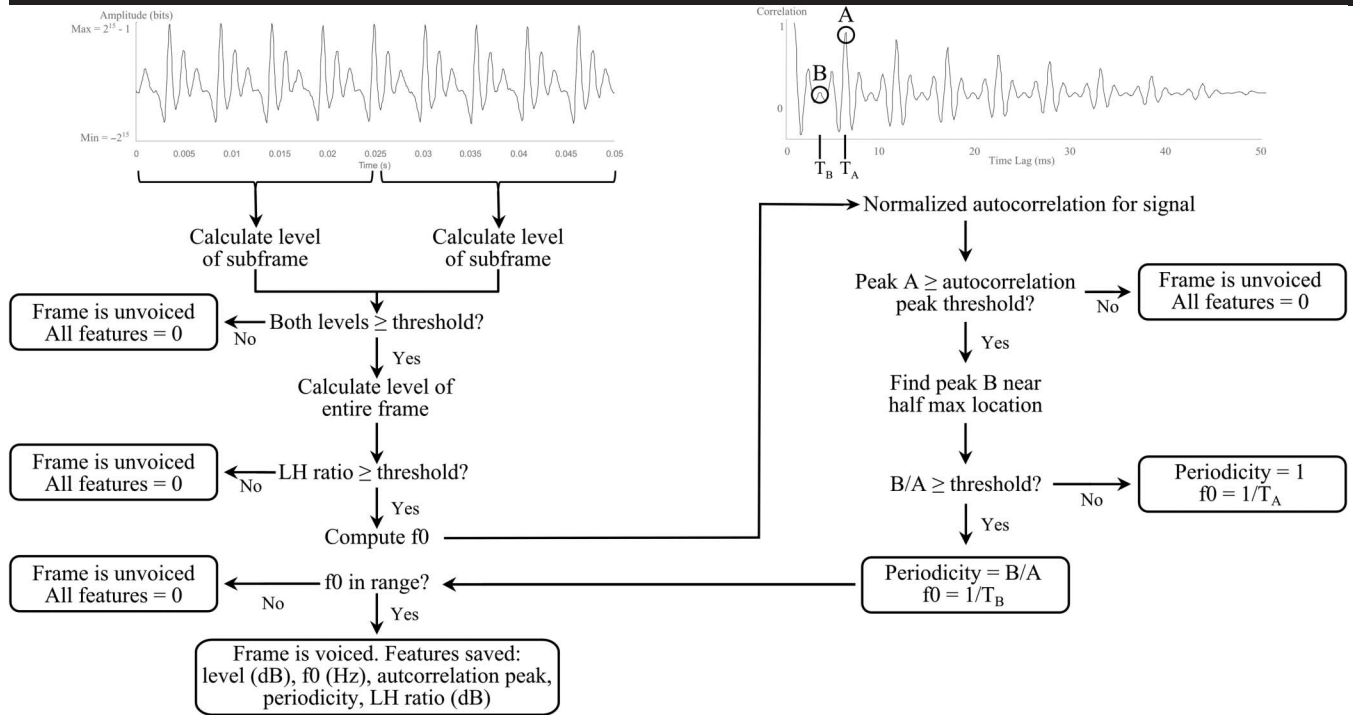 Amplitude (bits)
Max = 2¹⁵ - 1
Min = –2¹⁵
0 0.005 0.01 0.015 0.02 0.025 0.03 0.035 0.04 0.045 0.05
Time (s)
Calculate level
of subframe
Calculate level
of subframe
Both levels ≥ threshold?
No
Frame is unvoiced
All features = 0
Yes
Calculate level of
entire frame
LH ratio ≥ threshold?
No
Frame is unvoiced
All features = 0
Yes
Compute f0
Correlation
1
0
A
B
0 10 20 30 40 50
Time Lag (ms)
T_B T_A
Normalized autocorrelation for signal
Peak A ≥ autocorrelation
peak threshold?
No
Frame is unvoiced
All features = 0
Yes
Find peak B near
half max location
B/A ≥ threshold?
No
Periodicity = 1
f0 = 1/T_A
Yes
Periodicity = B/A
f0 = 1/T_B
f0 in range?
No
Frame is unvoiced
All features = 0
Yes
Frame is voiced. Features saved:
level (dB), f0 (Hz), autcorrelation peak,
periodicity, LH ratio (dB)